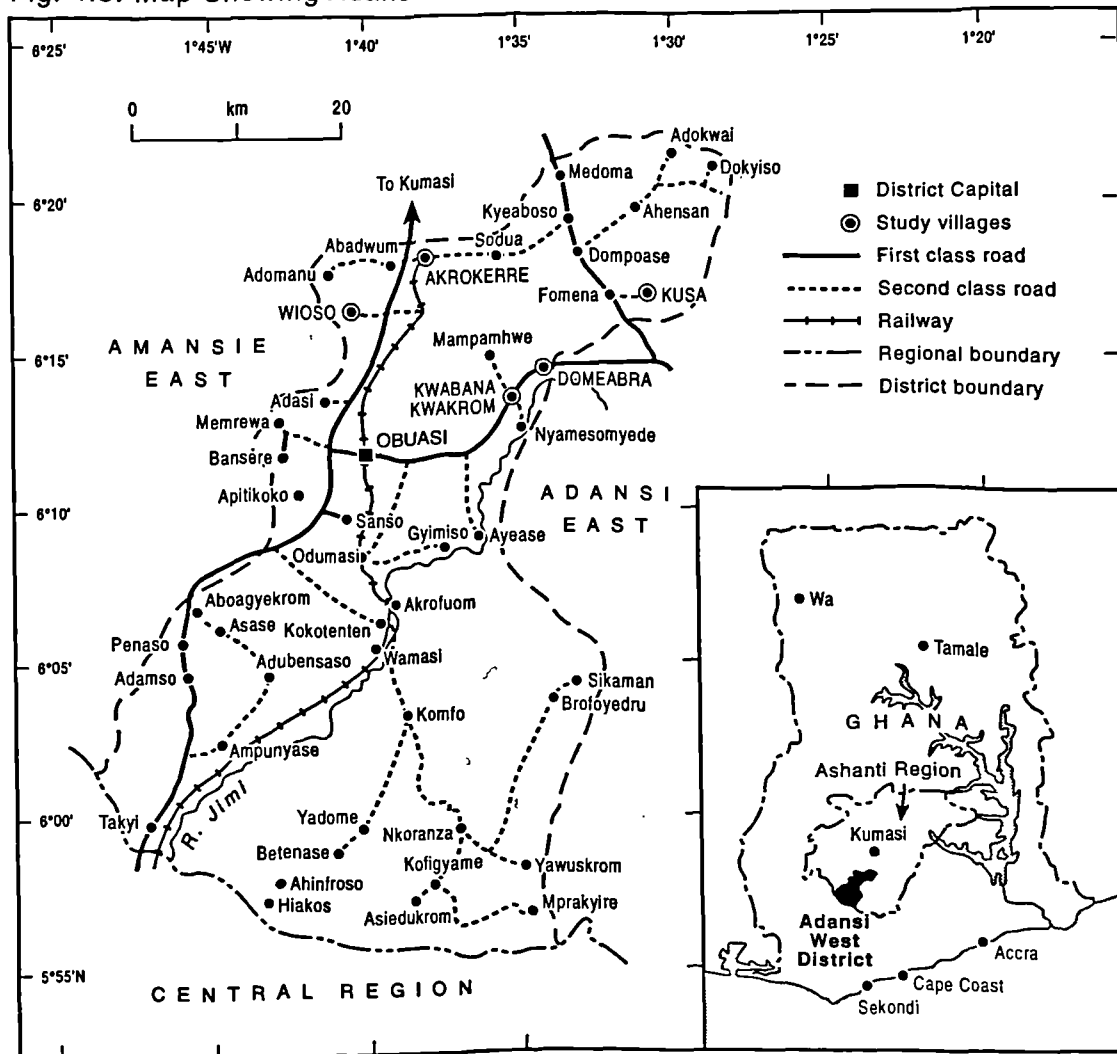 1°45'W
1°40'
1°35'
1°30'
1°25'
1°20'
6°25'
0 km 20
Adokwai
Medoma
Dokyiso
To Kumasi
6°20'
Kyeaboso
Ahensan
Abadwum
Sodua
Adomanu
AKROKERRE
Dompoase
WIOSO
Fomena
KUSA
Mampamhwe
6°15'
AMANSIE
EAST
DOMEABRA
KWABANA
KWAKROM
Adasi
Memrewa
Nyamesomyede
OBUASI
Bansere
Apitikoko
ADANSI
EAST
6°10'
Sanso
Gyimiso
Ayease
Odumasi
Aboagyekrom
Akrofuom
Asase
Kokotenten
Penaso
Wamasi
6°05'
Adubensaso
Adamso
Sikaman
Brofoyedru
Komfo
Ampunyase
R. Jimi
6°00'
Takyi
Yadome
Nkoranza
Betenase
Kofigyame
Yawuskrom
Ahinfroso
Hiakos
Asiedukrom
Mprakyire
5°55'N
CENTRAL REGION
District Capital
Study villages
First class road
Second class road
Railway
Regional boundary
District boundary
Wa
Tamale
GHANA
Ashanti Region
Kumasi
Adansi
West
District
Accra
Cape Coast
Sekondi